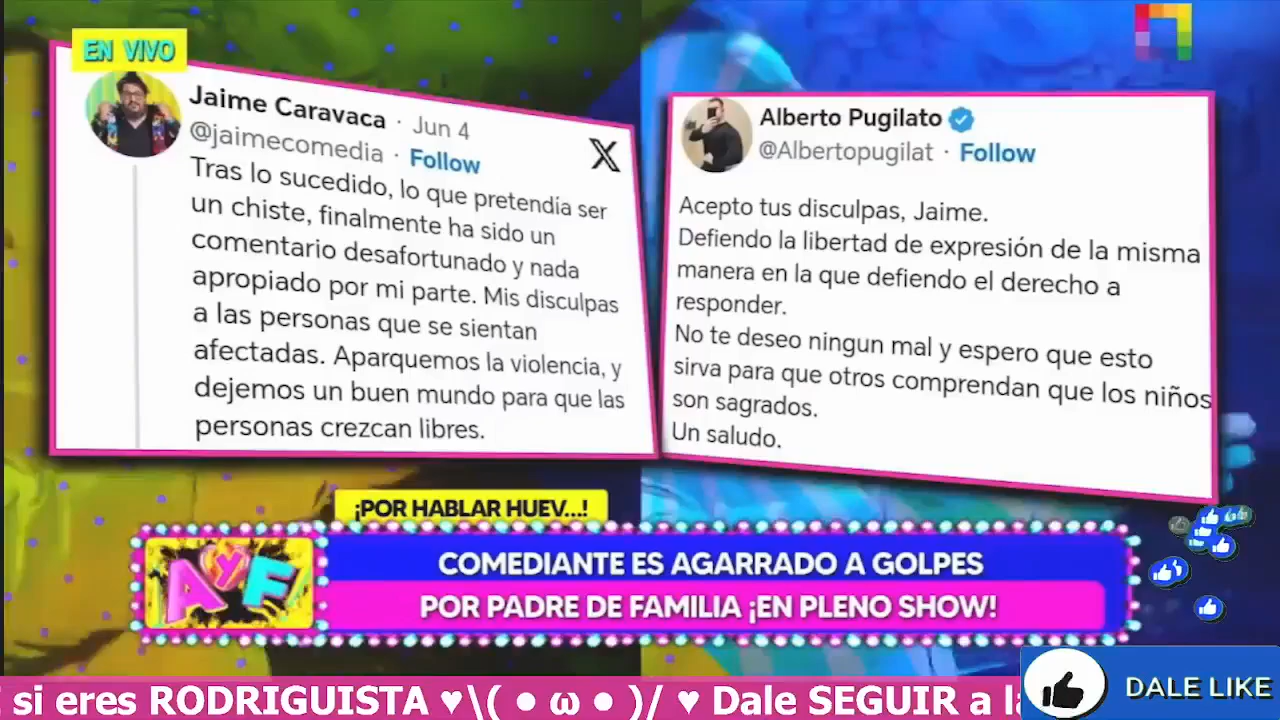 EN VIVO
Jaime Caravaca · Jun 4
@jaimecomedia · Follow
X
Tras lo sucedido, lo que pretendía ser
un chiste, finalmente ha sido un
comentario desafortunado y nada
apropiado por mi parte. Mis disculpas
a las personas que se sientan
afectadas. Aparquemos la violencia, y
dejemos un buen mundo para que las
personas crezcan libres.
Alberto Pugilato
@Albertopugilat · Follow
Acepto tus disculpas, Jaime.
Defiendo la libertad de expresión de la misma
manera en la que defiendo el derecho a
responder.
No te deseo ningun mal y espero que esto
sirva para que otros comprendan que los niños
son sagrados.
Un saludo.
¡POR HABLAR HUEV...!
AYF
COMEDIANTE ES AGARRADO A GOLPES
POR PADRE DE FAMILIA ¡EN PLENO SHOW!
si eres RODRIGUISTA ♥\( ● ω ● )/ ♥ Dale SEGUIR a
DALE LIKE